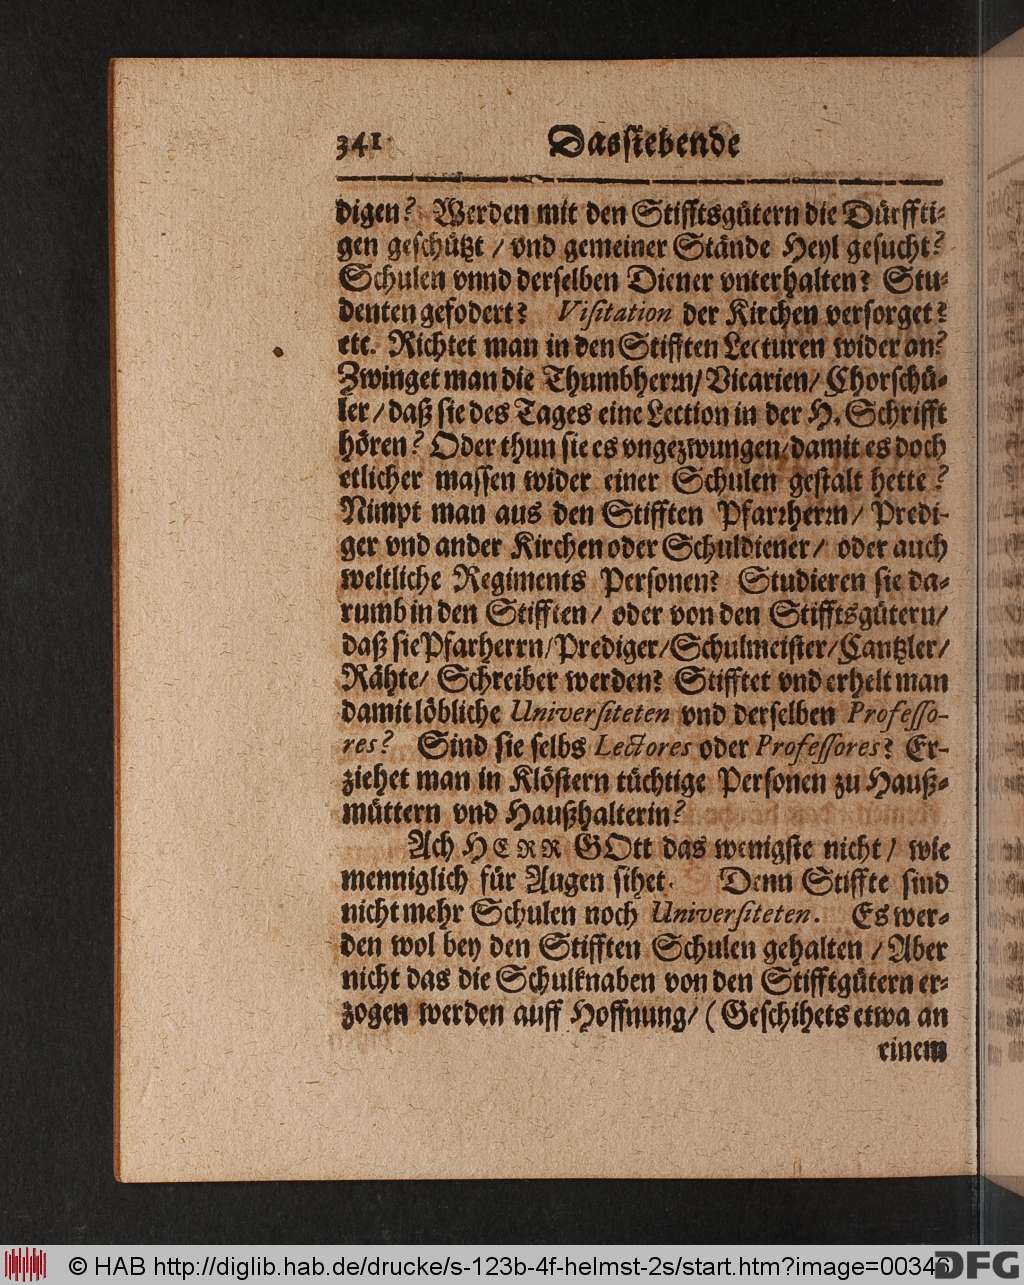 341 Das siebende
digen? Werden mit den Stifftsgütern die Dürffti-
gen geschützt / vnd gemeiner Stände Heyl gesucht?
Schulen vnnd derselben Diener vnterhalten? Stu-
denten gefodert? Visitation der Kirchen versorget?
ett. Richtet man in den Stifften Lecturen wider an?
Zwinget man die Thumbherrn/ Vicarien/ Chorschü-
ler / daß sie des Tages eine Lection in der H. Schrifft
hören? Oder thun sie es vngezwungen/damit es doch
etlicher massen wider einer Schulen gestalt hette?
Nimpt man aus den Stifften Pfarrherrn/ Predi-
ger vnd ander Kirchen oder Schuldiener / oder auch
weltliche Regiments Personen? Studieren sie da-
rumb in den Stifften/ oder von den Stifftsgütern/
daß sie Pfarherrn/Prediger/Schulmeister/Cantzler/
Rähte/ Schreiber werden? Stifftet vnd erhelt man
damit löbliche Universiteten vnd derselben Professo-
res? Sind sie selbs Lectores oder Professores? Er-
ziehet man in Klöstern tüchtige Personen zu Hauß-
müttern vnd Haußhalterin?
Ach HERR GOtt das wenigste nicht / wie
menniglich für Augen sihet. Denn Stiffte sind
nicht mehr Schulen noch Universiteten. Es wer-
den wol bey den Stifften Schulen gehalten / Aber
nicht das die Schulknaben von den Stifftgütern er-
zogen werden auff Hoffnung/ (Geschihets etwa an
einem
© HAB http://diglib.hab.de/drucke/s-123b-4f-helmst-2s/start.htm?image=00346
DFG